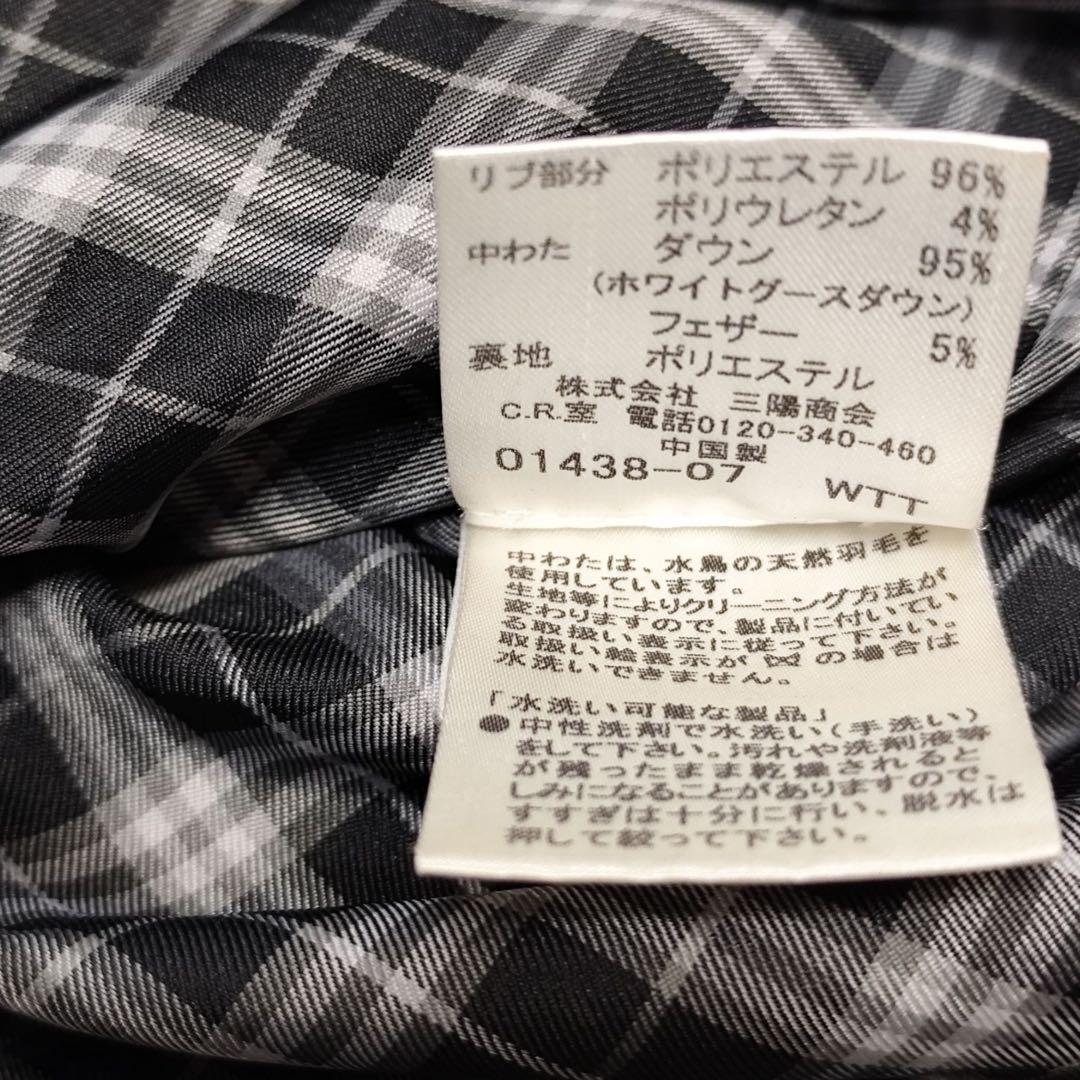 リブ部分 ポリエステル 96%
ポリウレタン 4%
中わた ダウン 95%
(ホワイトグースダウン)
フェザー 5%
裏地 ポリエステル
株式会社 三陽商会
C.R.室 電話0120-340-460
中国製
01438-07 WTT
中わたは、水鳥の天然羽毛を
使用しています。
生地等によりクリーニング方法が
変わりますので、製品に付いてい
る取扱い表示に従って下さい。
取扱い絵表示が の場合は
水洗いできません。
「水洗い可能な製品」
●中性洗剤で水洗い(手洗い)
をして下さい。汚れや洗剤液等
が残ったまま乾燥されると
しみになることがありますので、
すすぎは十分に行い、脱水は
押して絞って下さい。